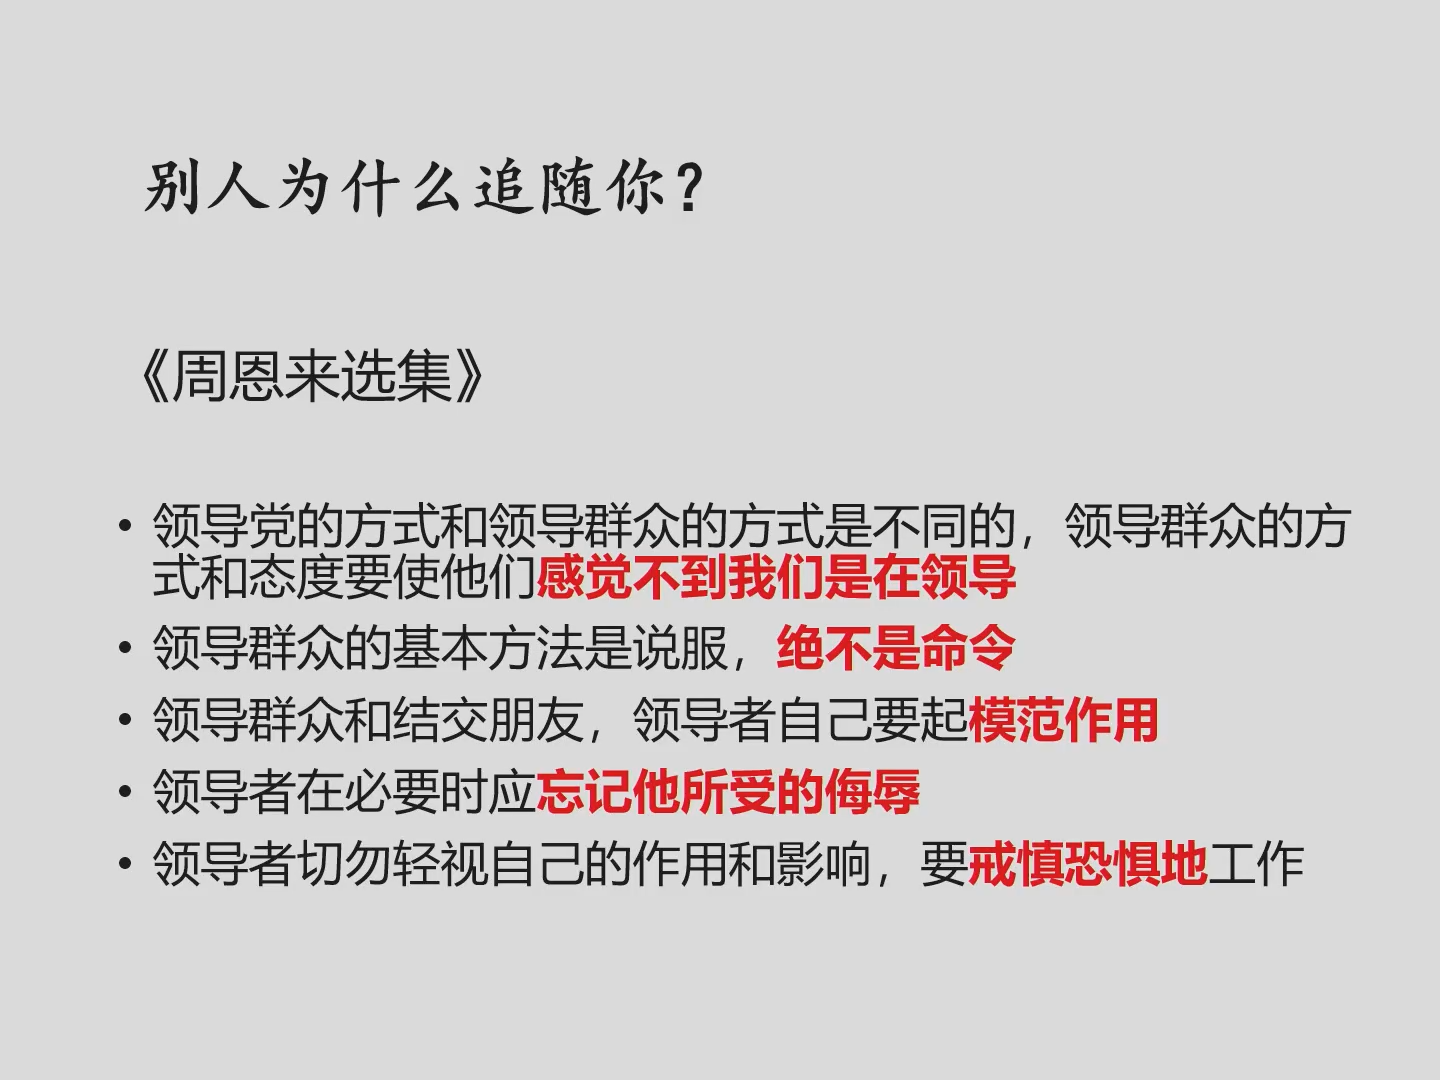 别人为什么追随你？
《周恩来选集》
• 领导党的方式和领导群众的方式是不同的，领导群众的方
式和态度要使他们感觉不到我们是在领导
• 领导群众的基本方法是说服，绝不是命令
• 领导群众和结交朋友，领导者自己要起模范作用
• 领导者在必要时应忘记他所受的侮辱
• 领导者切勿轻视自己的作用和影响，要戒慎恐惧地工作